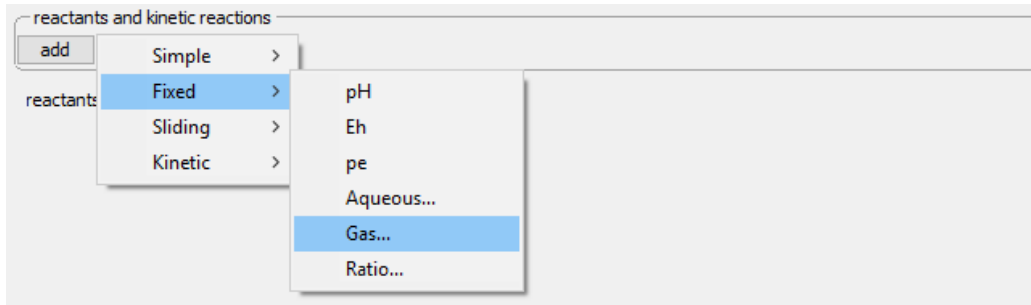 reactants and kinetic reactions
add
Simple >
Fixed >
reactants
Sliding >
Kinetic >
pH
Eh
pe
Aqueous...
Gas...
Ratio...